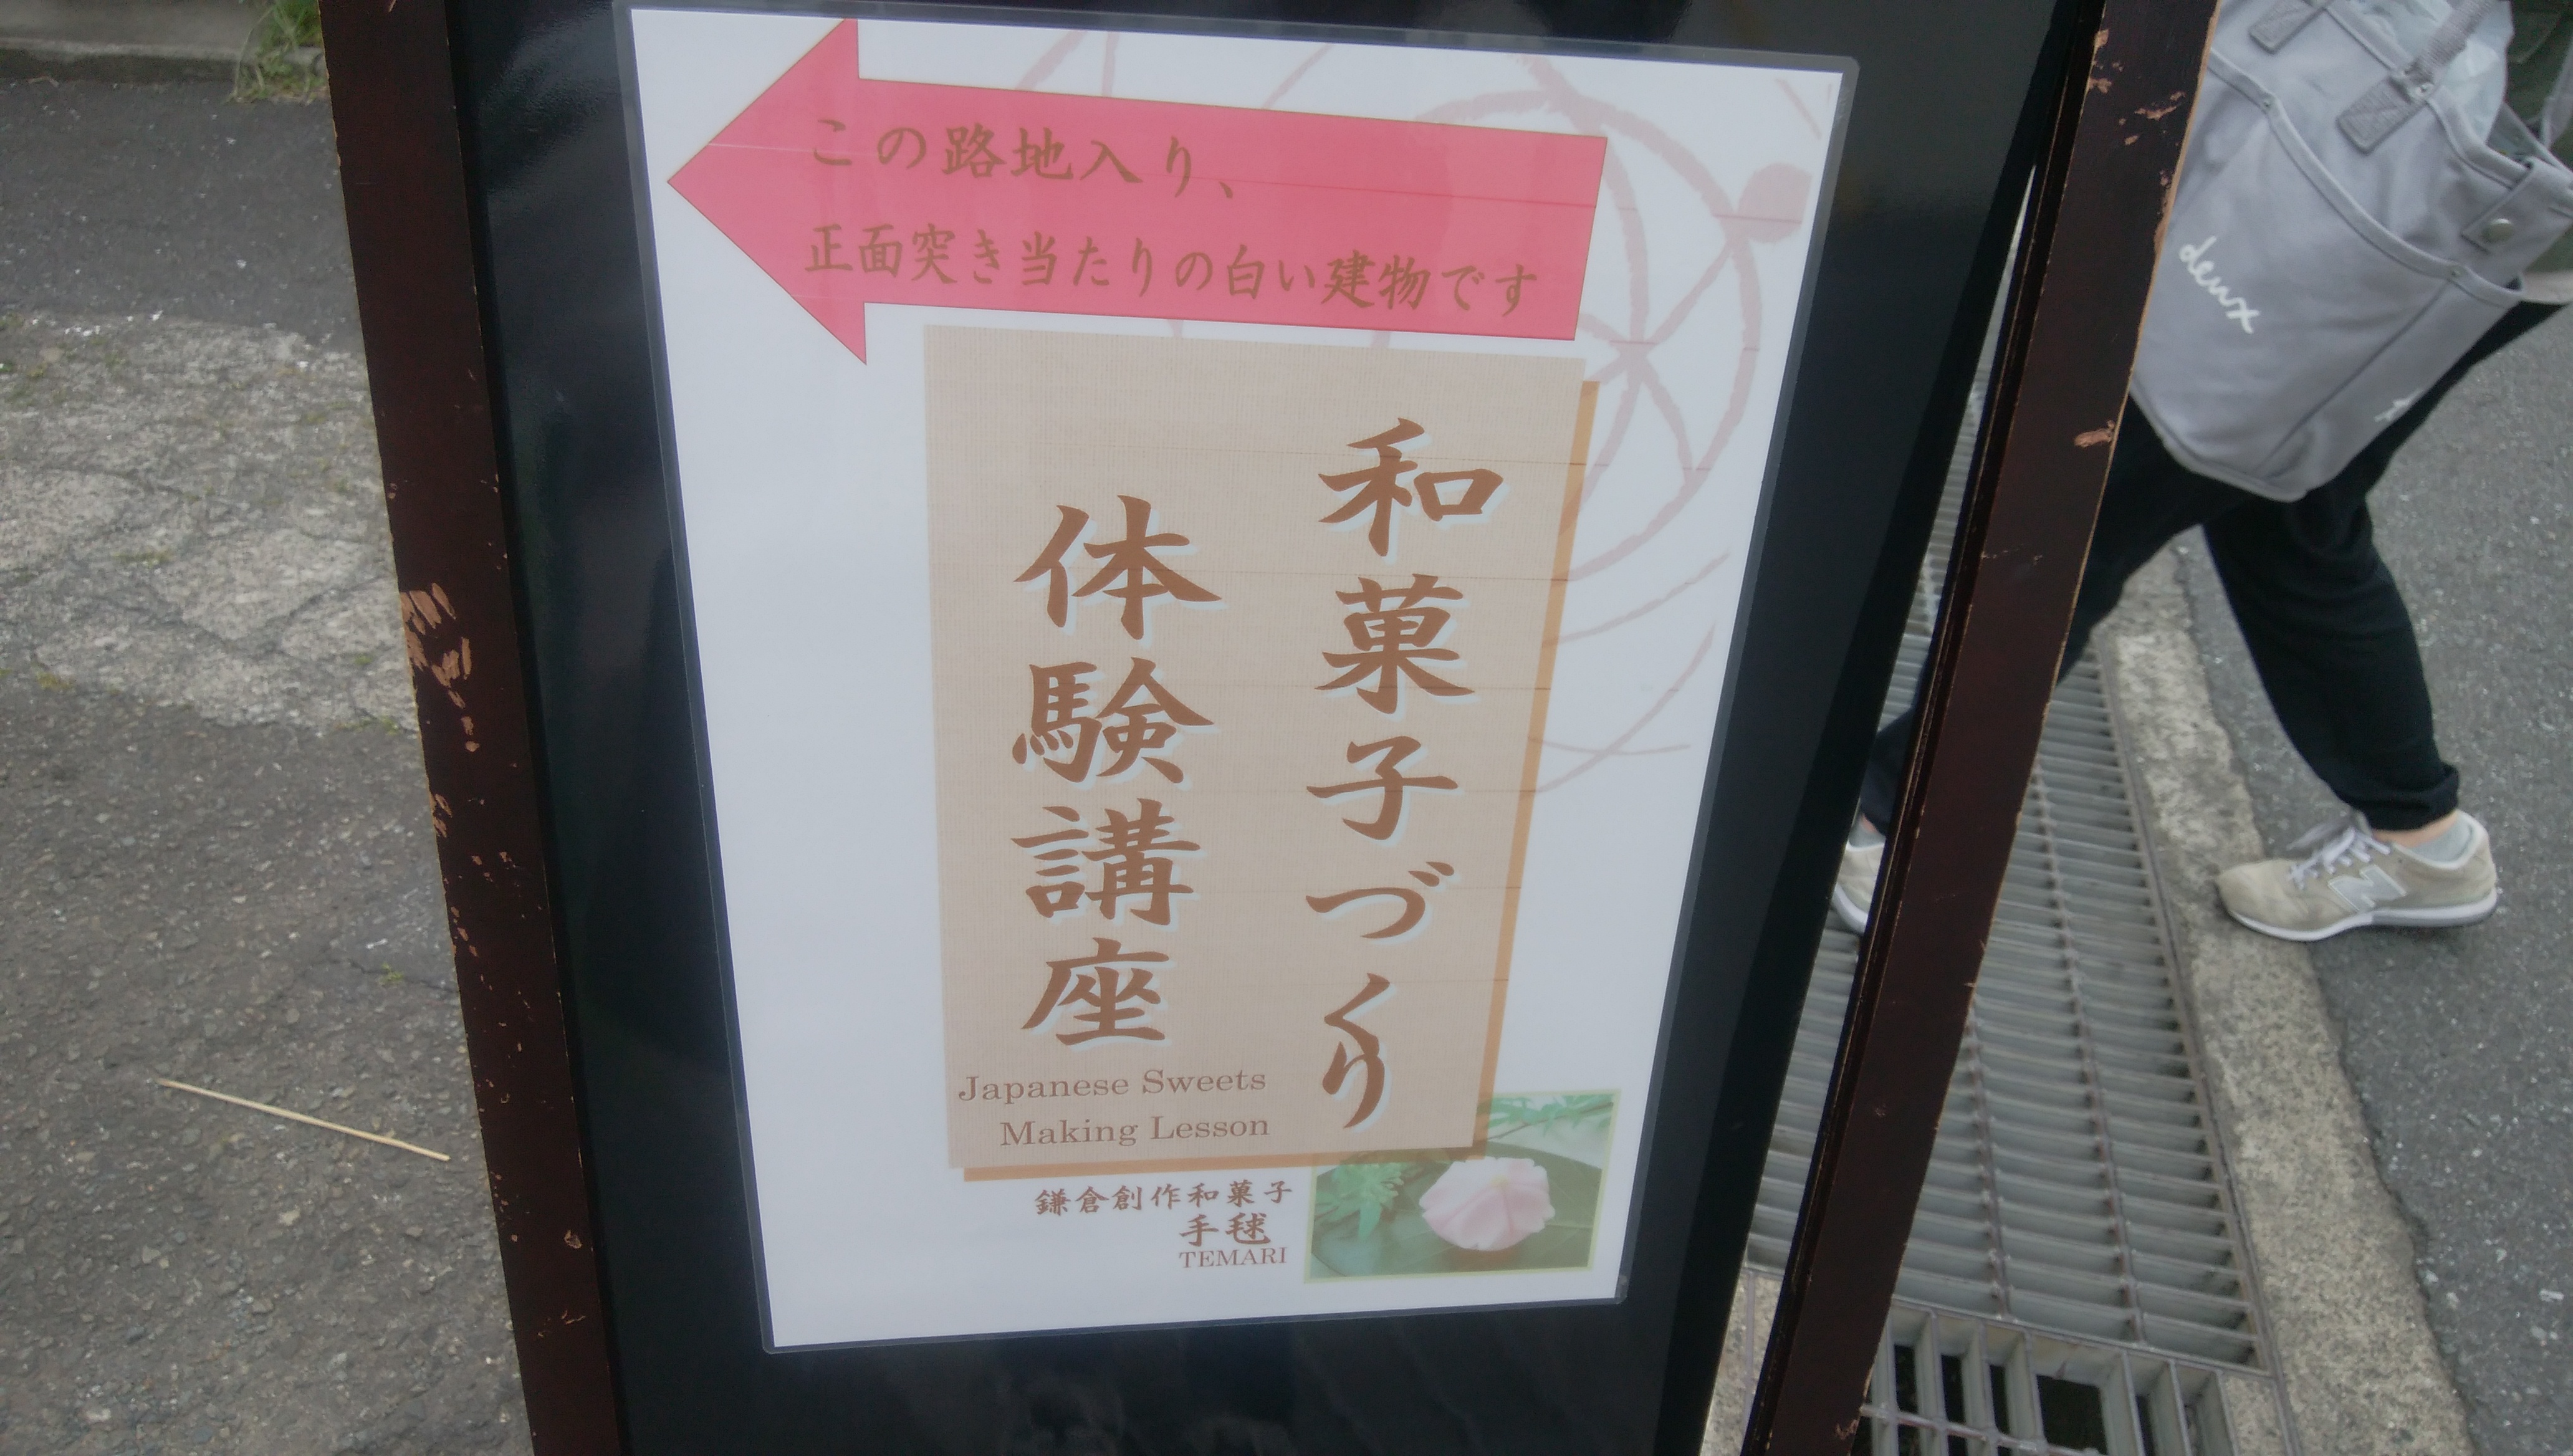 この路地入り、
正面突き当たりの白い建物です
和菓子づくり
体験講座
Japanese Sweets
Making Lesson
鎌倉創作和菓子
手毬
TEMARI
deux
N